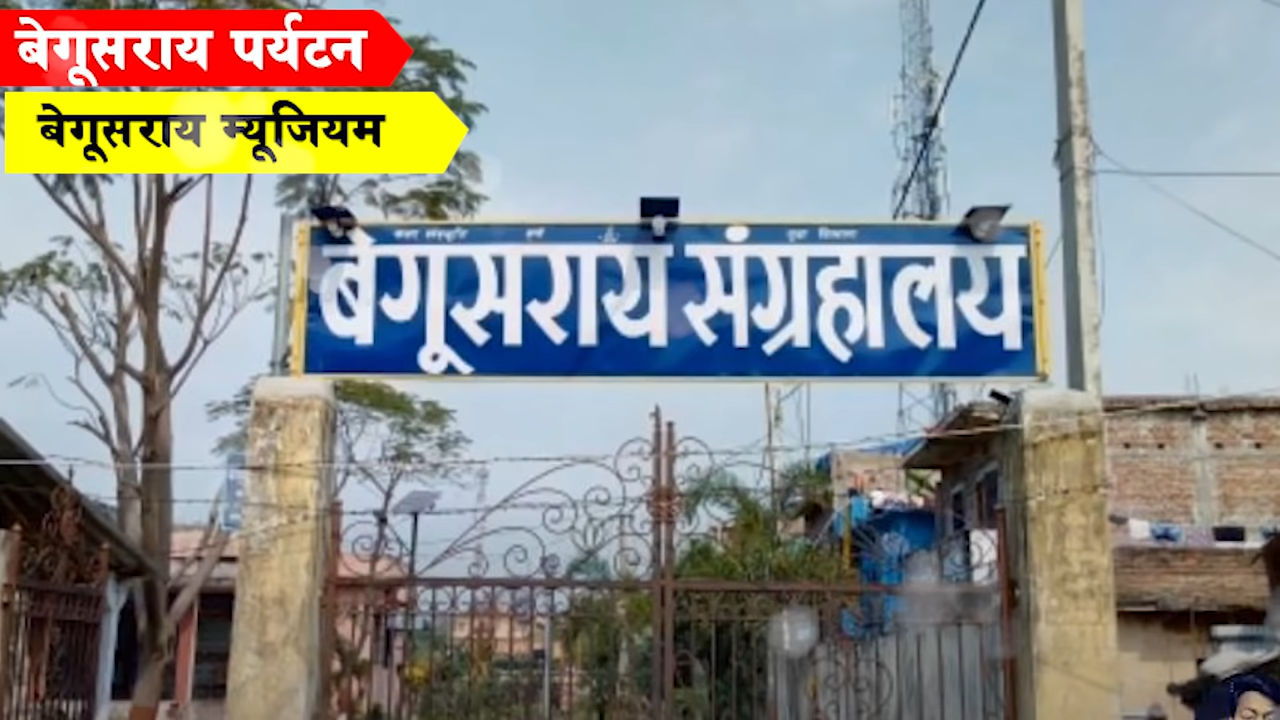 बेगूसराय पर्यटन
बेगूसराय म्यूजियम
बेगूसराय संग्रहालय